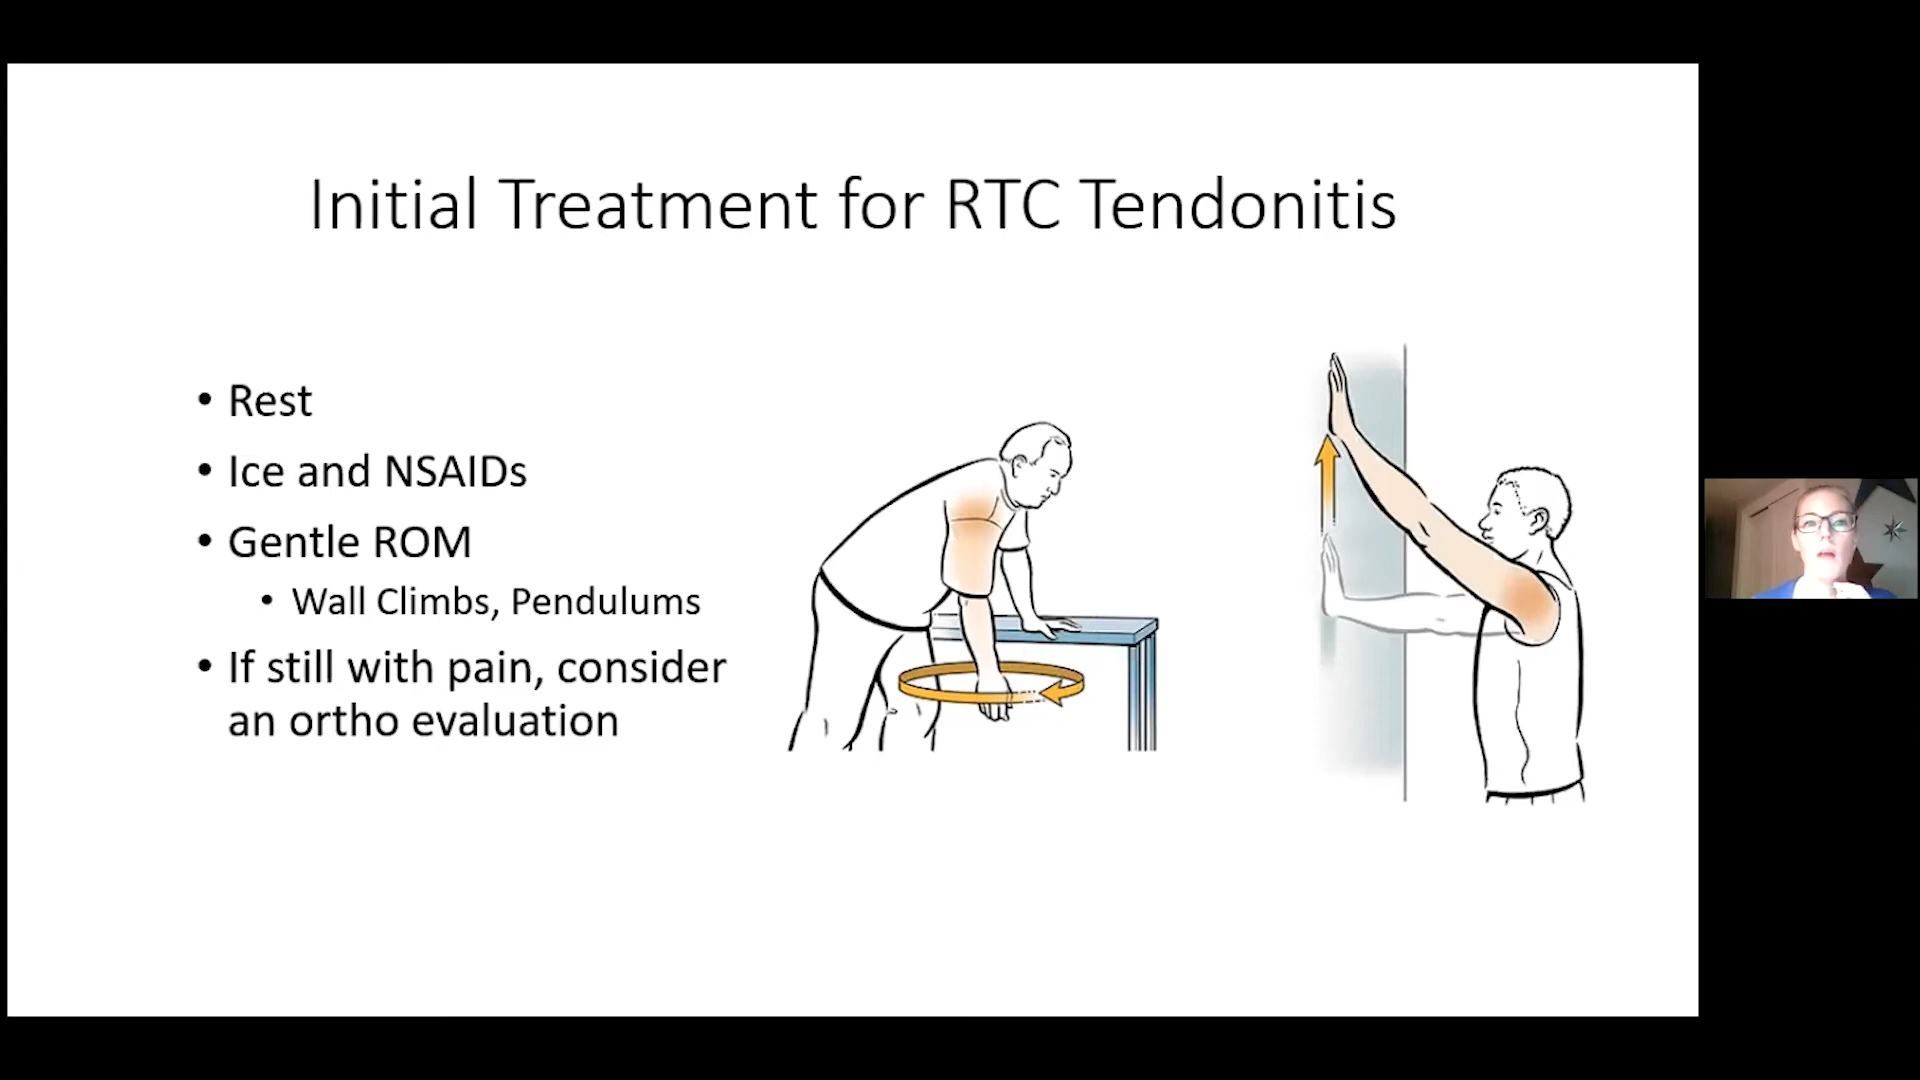 Initial Treatment for RTC Tendonitis
• Rest
• Ice and NSAIDs
• Gentle ROM
• Wall Climbs, Pendulums
• If still with pain, consider
an ortho evaluation